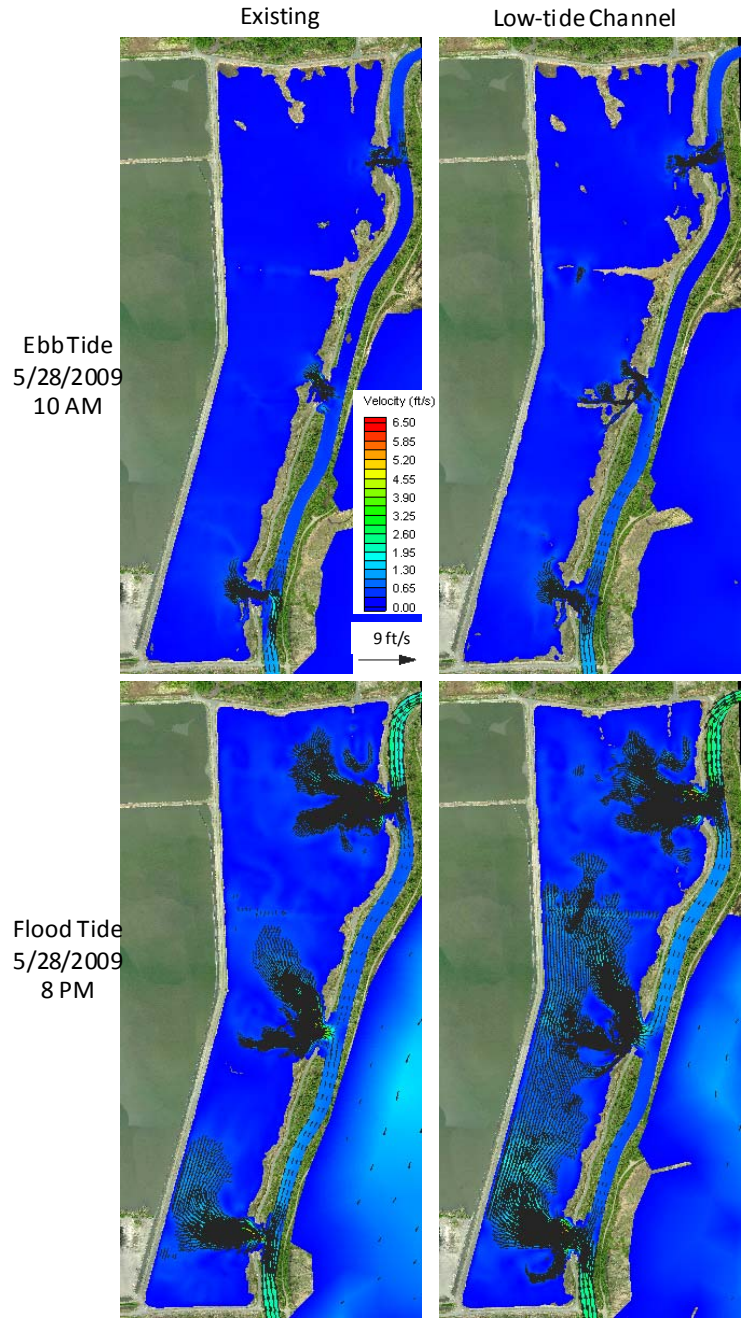 Existing
Low-tide Channel
Ebb Tide
5/28/2009
10 AM
Velocity (ft/s)
6.50
5.85
5.20
4.55
3.90
3.25
2.60
1.95
1.30
0.65
0.00
9 ft/s
Flood Tide
5/28/2009
8 PM